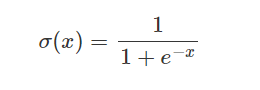 σ(x) = 1 / (1 + e^{-x})